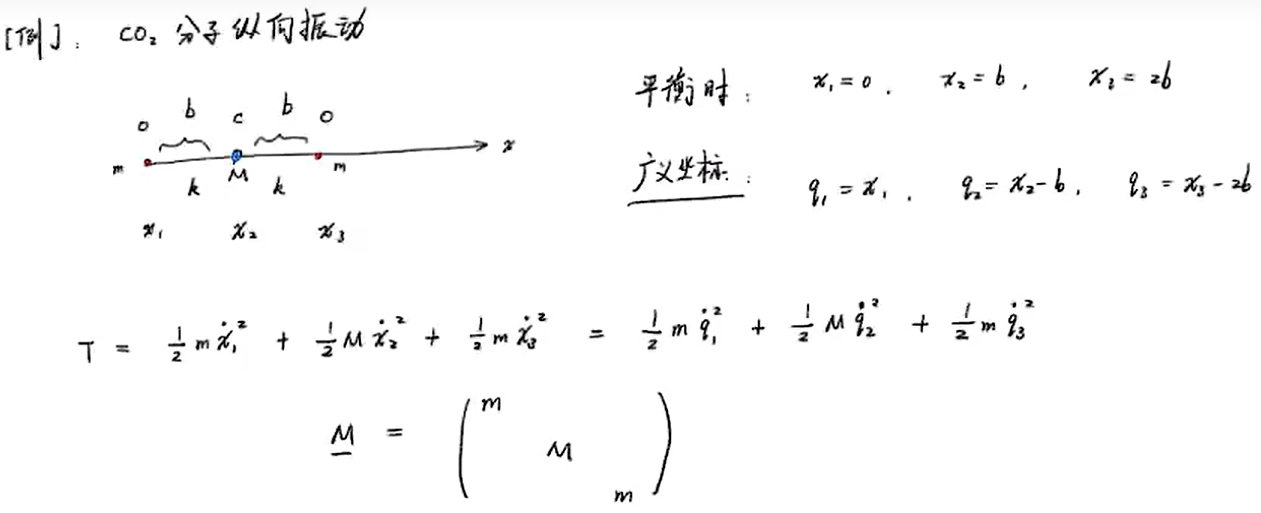 [例]: CO₂ 分子纵向振动
平衡时: x₁ = 0, x₂ = b, x₃ = 2b
o b c b o
m M m x
k k
x₁ x₂ x₃
广义坐标: q₁ = x₁, q₂ = x₂ - b, q₃ = x₃ - 2b
T = 1/2 m ẋ₁² + 1/2 M ẋ₂² + 1/2 m ẋ₃² = 1/2 m q̇₁² + 1/2 M q̇₂² + 1/2 m q̇₃²
M = ( m
M
m )